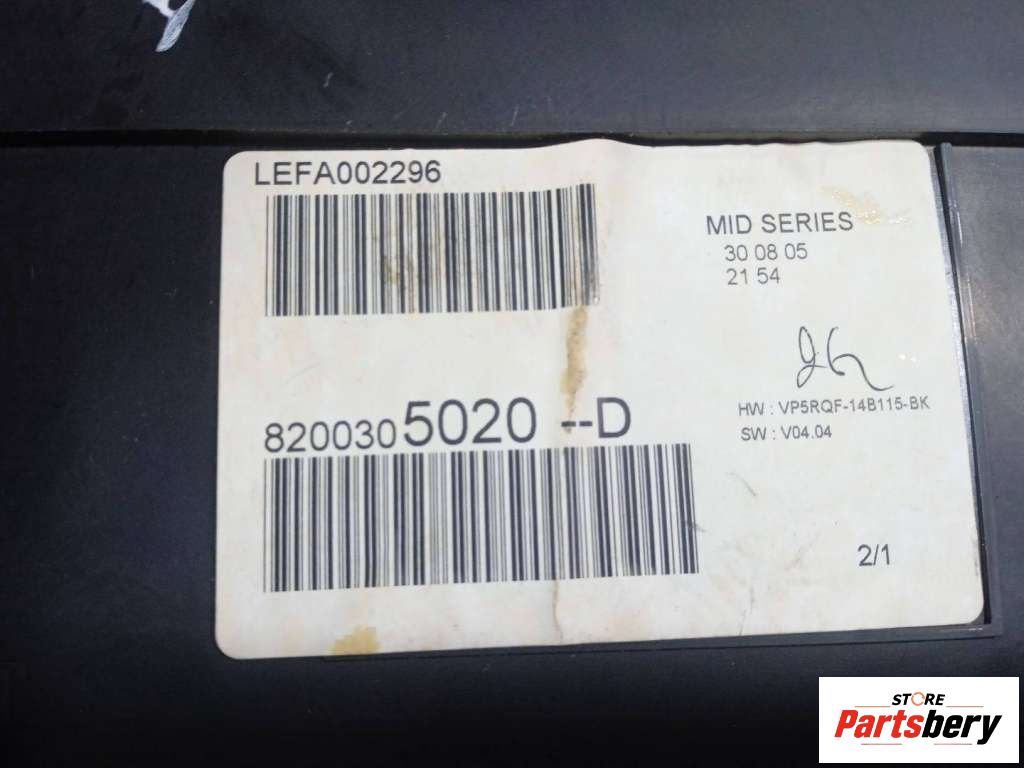 LEFA002296
MID SERIES
30 08 05
21 54
HW : VP5RQF-14B115-BK
SW : V04.04
8200305020 --D
2/1
STORE
Partsbery